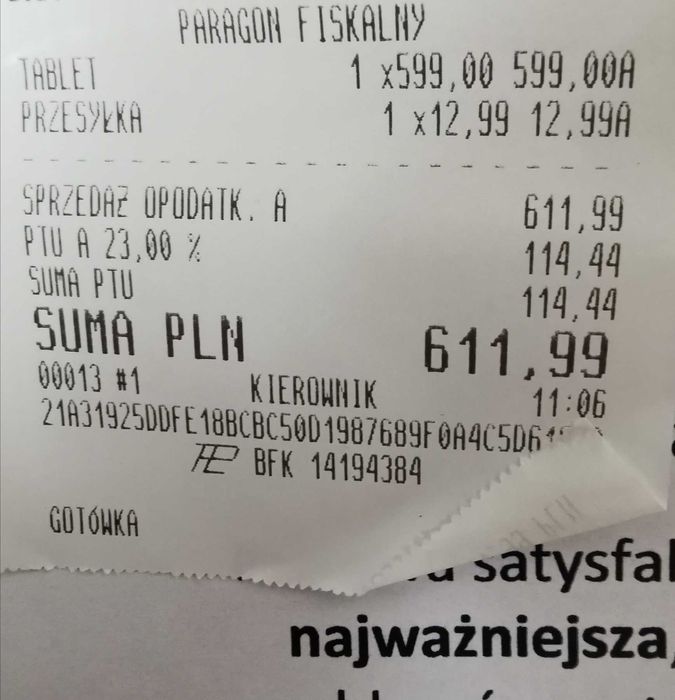 PARAGON FISKALNY
TABLET 1 x599,00 599,00A
PRZESYŁKA 1 x12,99 12,99A
SPRZEDAŻ OPODATK. A 611,99
PTU A 23,00 % 114,44
SUMA PTU 114,44
SUMA PLN 611,99
00013 #1 KIEROWNIK 11:06
21A31925DDFE18BCBC50D1987689F0A4C5D6
BFK 14194384
GOTÓWKA
satysfa
najważniejsza,